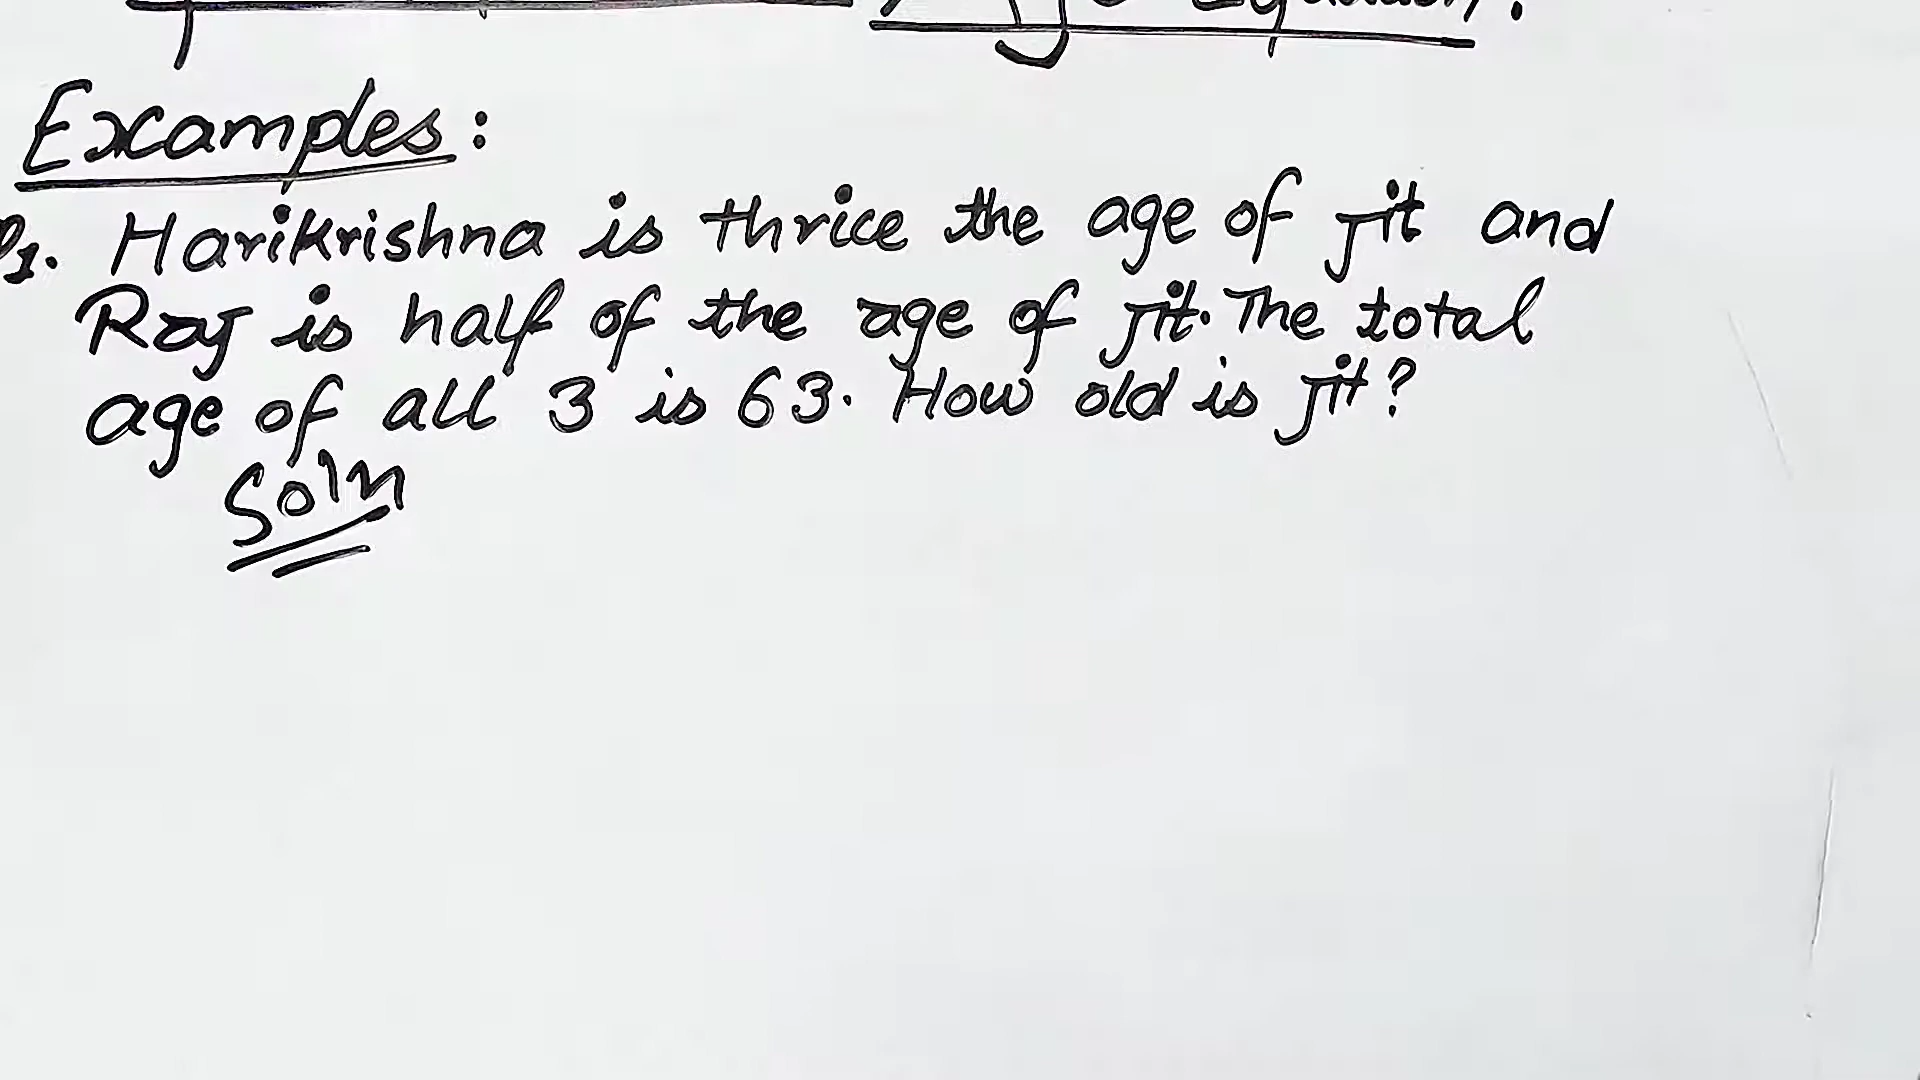 Examples:
1. Harikrishna is thrice the age of Jit and
Raj is half of the age of Jit. The total
age of all 3 is 63. How old is Jit?
Soln